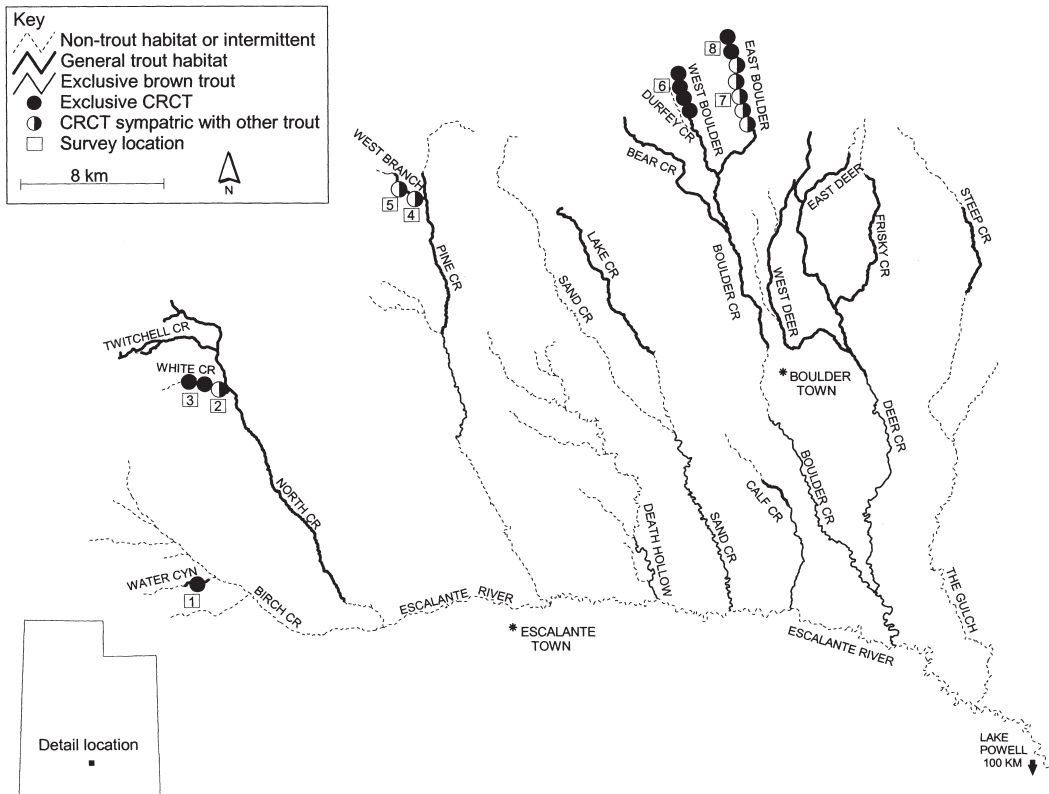 Key
Non-trout habitat or intermittent
General trout habitat
Exclusive brown trout
Exclusive CRCT
CRCT sympatric with other trout
Survey location
8 km
N
8
EAST BOULDER
6
WEST BOULDER
7
DURFEY CR
WEST BRANCH
BEAR CR
5
4
EAST DEER
STEEP CR
FRISKY CR
PINE CR
LAKE CR
SAND CR
BOULDER CR
WEST DEER
TWITCHELL CR
WHITE CR
3
2
* BOULDER
TOWN
DEER CR
NORTH CR
CALF CR
BOULDER CR
DEATH HOLLOW
SAND CR
WATER CYN
1
BIRCH CR
ESCALANTE RIVER
THE GULCH
* ESCALANTE
TOWN
ESCALANTE RIVER
Detail location
LAKE
POWELL
100 KM